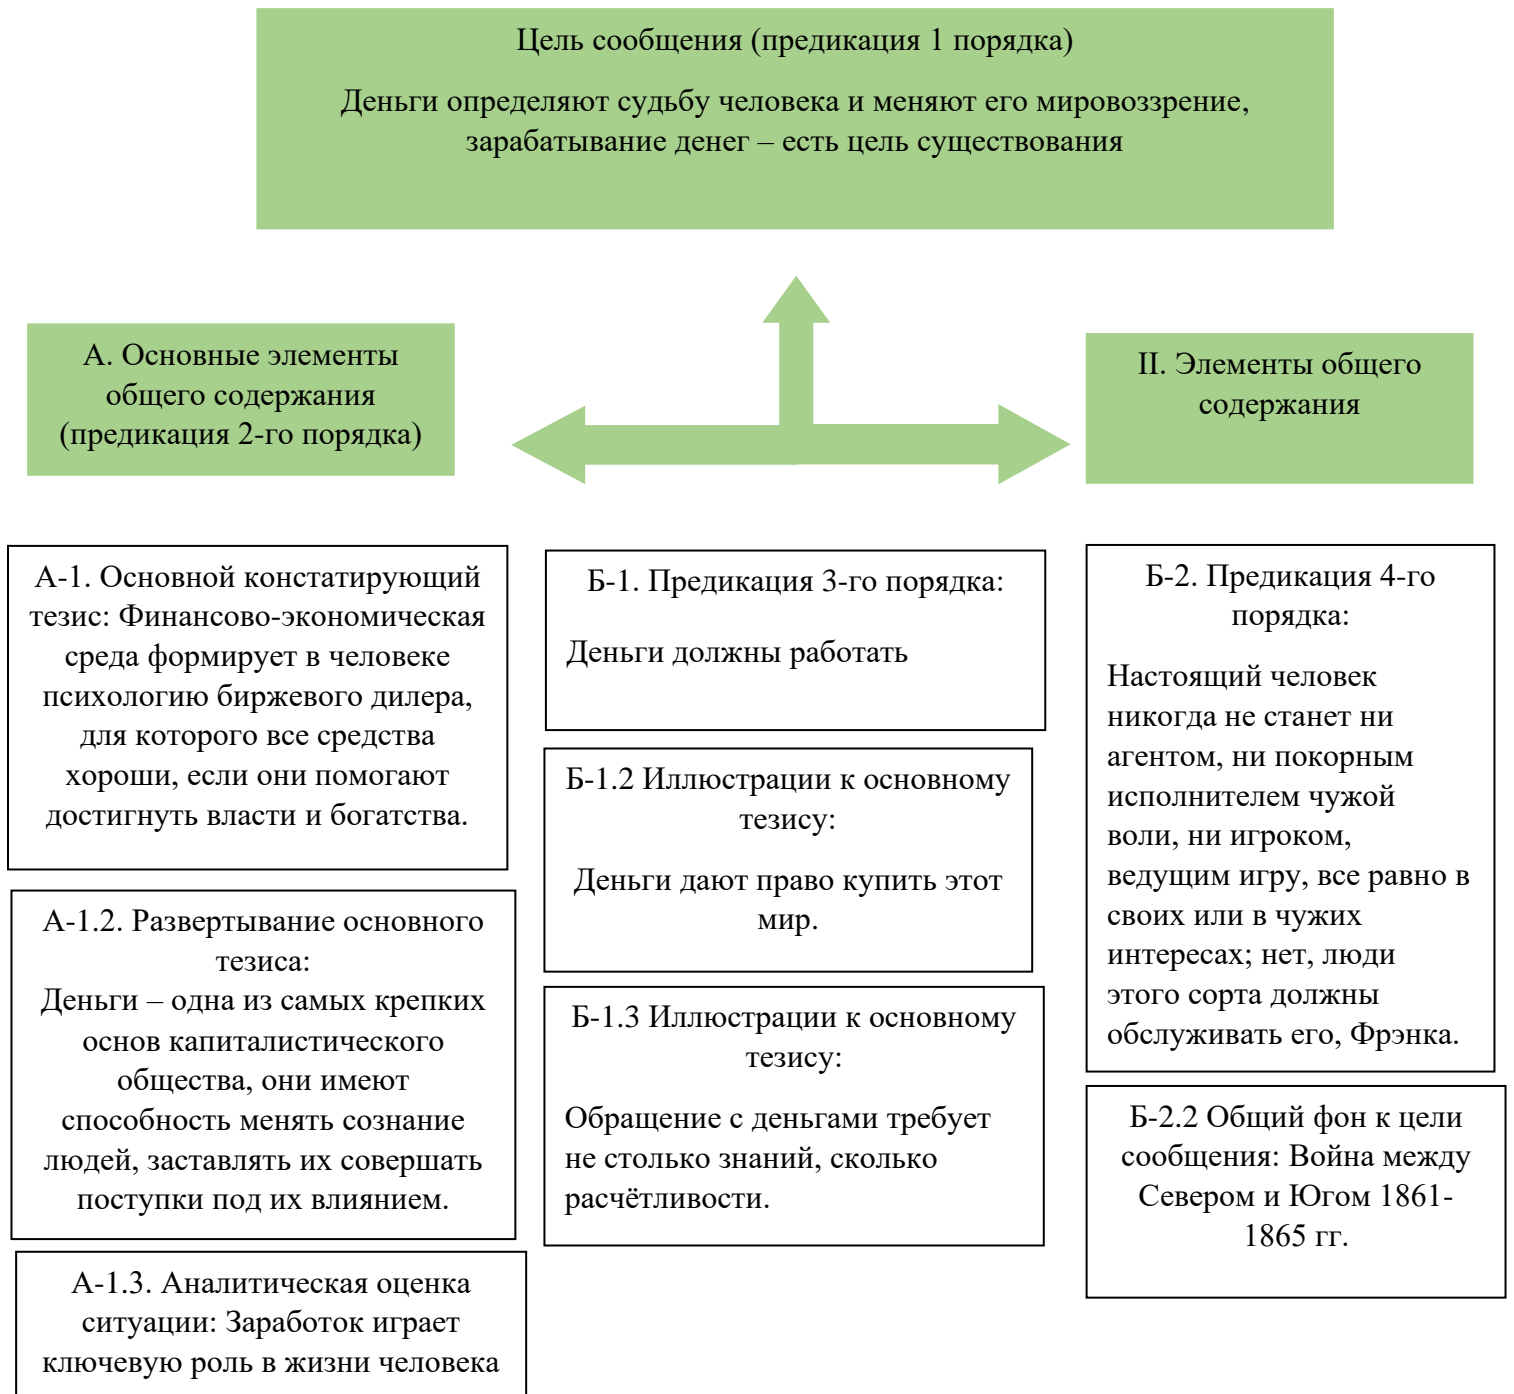 Цель сообщения (предикация 1 порядка)
Деньги определяют судьбу человека и меняют его мировоззрение,
зарабатывание денег – есть цель существования
А. Основные элементы
общего содержания
(предикация 2-го порядка)
II. Элементы общего
содержания
А-1. Основной констатирующий
тезис: Финансово-экономическая
среда формирует в человеке
психологию биржевого дилера,
для которого все средства
хороши, если они помогают
достигнуть власти и богатства.
А-1.2. Развертывание основного
тезиса:
Деньги – одна из самых крепких
основ капиталистического
общества, они имеют
способность менять сознание
людей, заставлять их совершать
поступки под их влиянием.
А-1.3. Аналитическая оценка
ситуации: Заработок играет
ключевую роль в жизни человека
Б-1. Предикация 3-го порядка:
Деньги должны работать
Б-1.2 Иллюстрации к основному
тезису:
Деньги дают право купить этот
мир.
Б-1.3 Иллюстрации к основному
тезису:
Обращение с деньгами требует
не столько знаний, сколько
расчётливости.
Б-2. Предикация 4-го
порядка:
Настоящий человек
никогда не станет ни
агентом, ни покорным
исполнителем чужой
воли, ни игроком,
ведущим игру, все равно в
своих или в чужих
интересах; нет, люди
этого сорта должны
обслуживать его, Фрэнка.
Б-2.2 Общий фон к цели
сообщения: Война между
Севером и Югом 1861-
1865 гг.